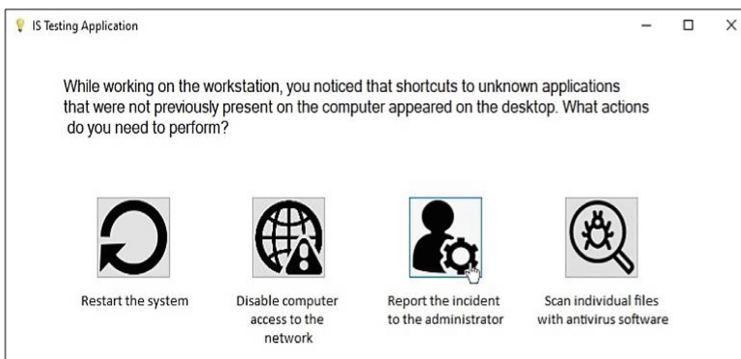 IS Testing Application
While working on the workstation, you noticed that shortcuts to unknown applications
that were not previously present on the computer appeared on the desktop. What actions
do you need to perform?
Restart the system
Disable computer
access to the
network
Report the incident
to the administrator
Scan individual files
with antivirus software